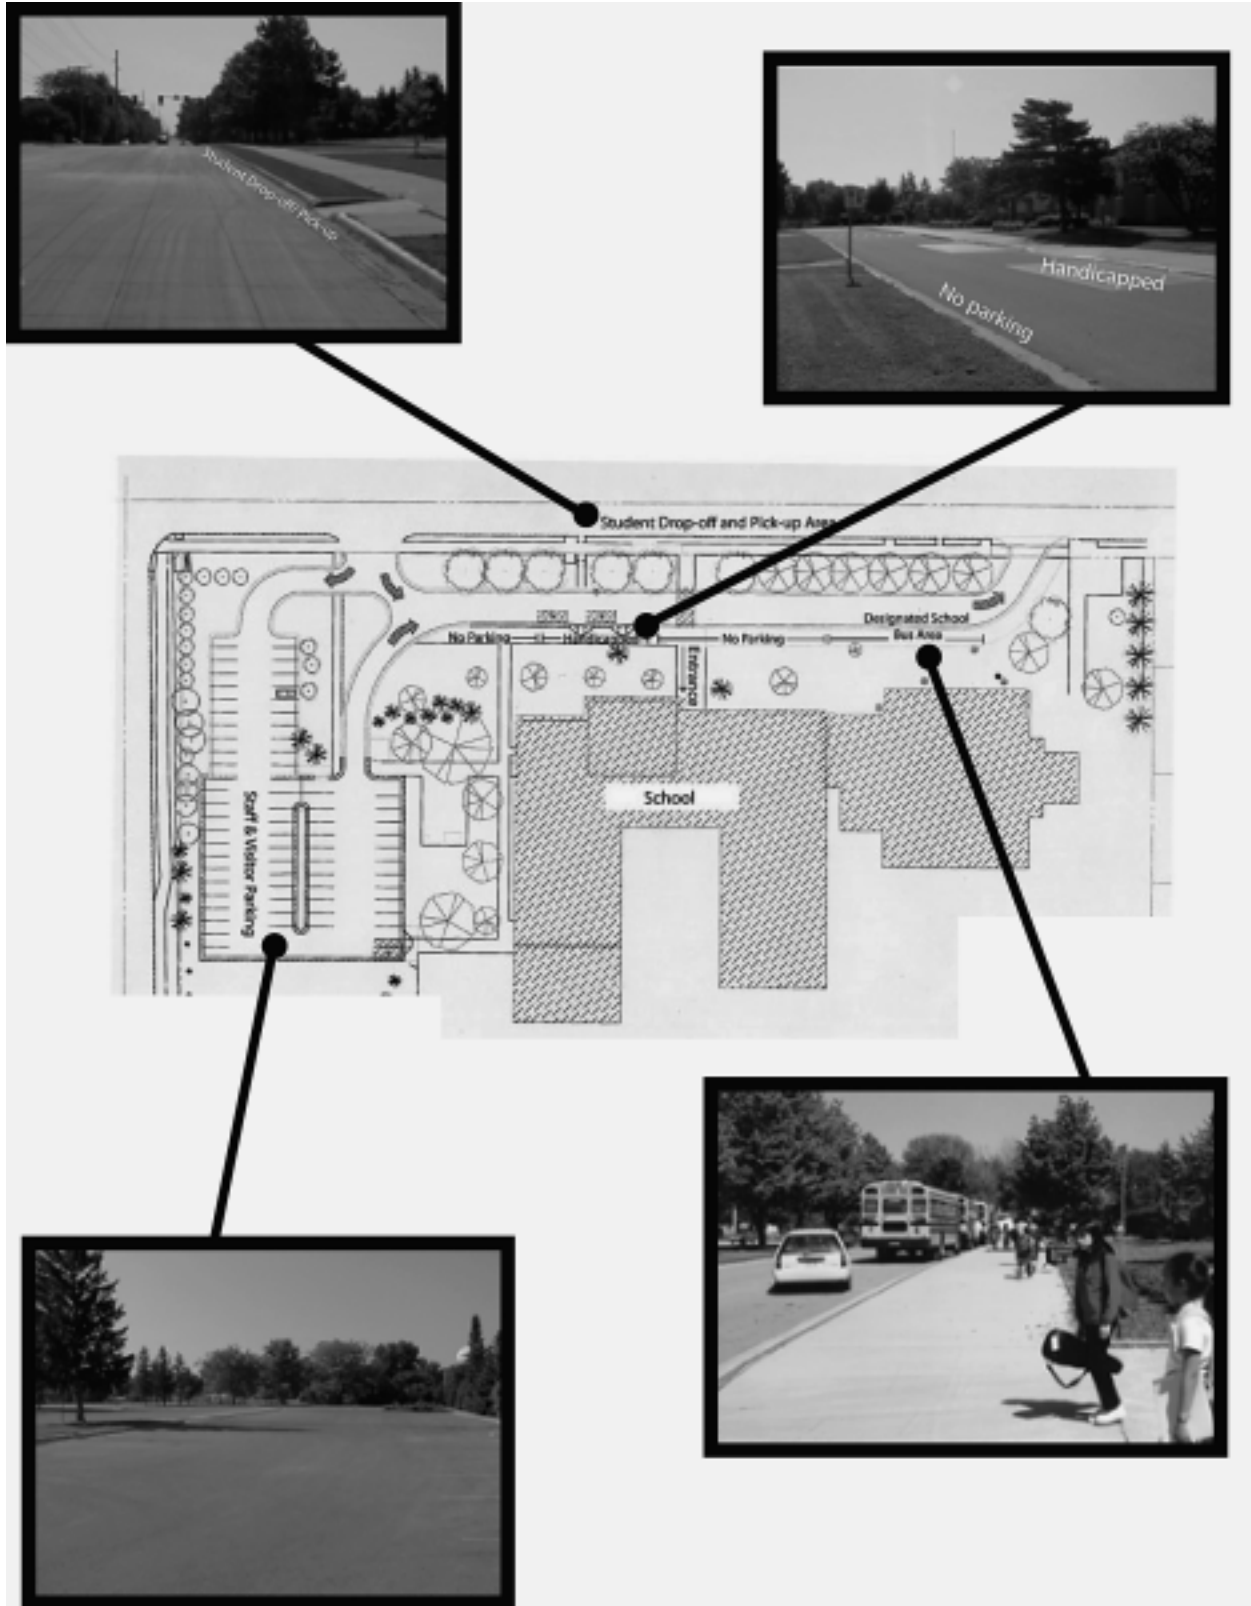 Student Drop-off/ Pick-up
Handicapped
No parking
Student Drop-off and Pick-up Area
Designated School
Bus Area
No Parking
Handicapped
No Parking
Entrance
School
Staff & Visitor Parking